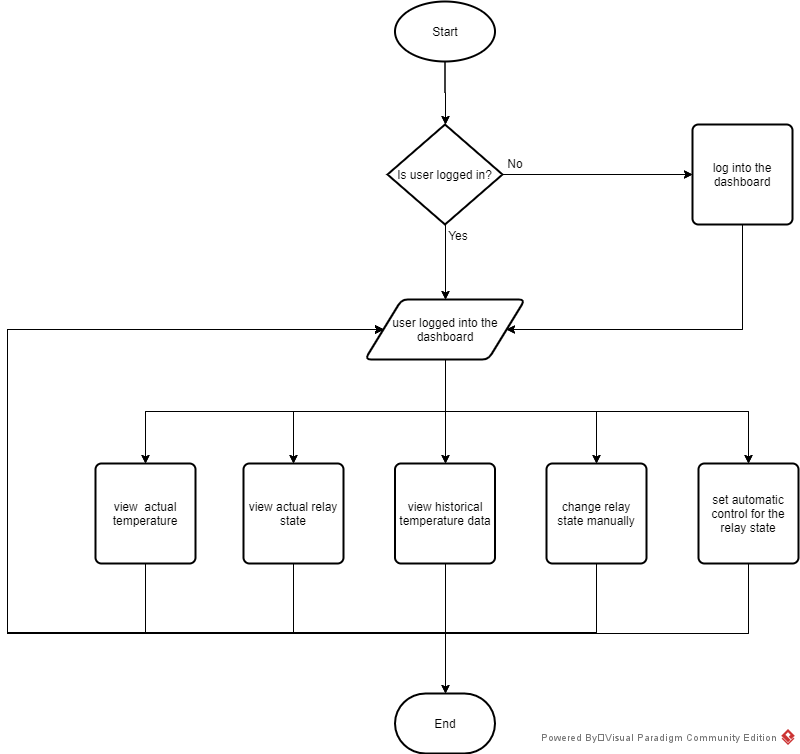 Start
Is user logged in?
No
log into the
dashboard
Yes
user logged into the
dashboard
view actual
temperature
view actual relay
state
view historical
temperature data
change relay
state manually
set automatic
control for the
relay state
End
Powered By□Visual Paradigm Community Edition